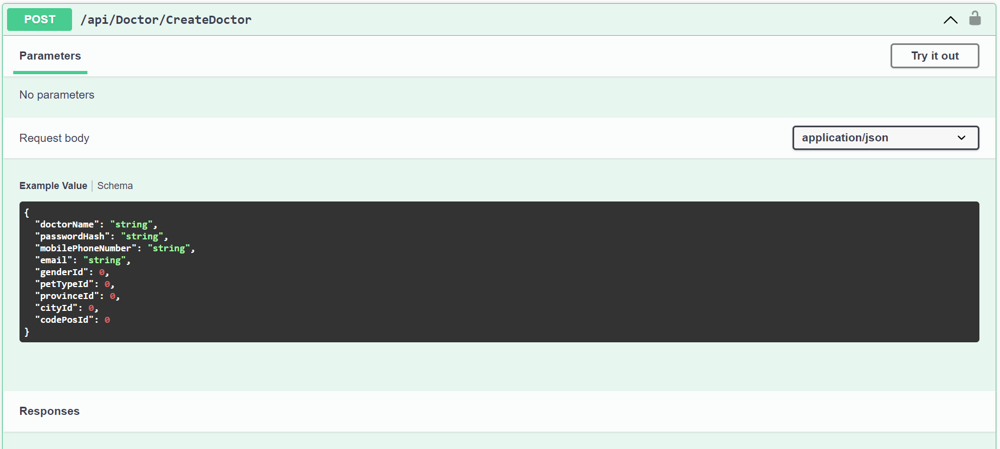 POST /api/Doctor/CreateDoctor
Parameters
Try it out
No parameters
Request body
application/json
Example Value | Schema
{
  "doctorName": "string",
  "passwordHash": "string",
  "mobilePhoneNumber": "string",
  "email": "string",
  "genderId": 0,
  "petTypeId": 0,
  "provinceId": 0,
  "cityId": 0,
  "codePosId": 0
}
Responses